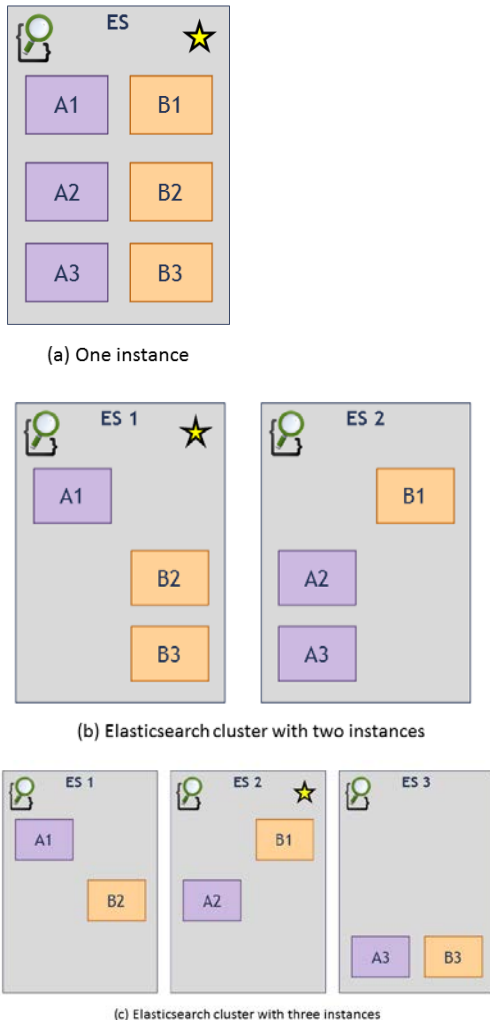 ES
A1 B1
A2 B2
A3 B3
(a) One instance
ES 1 ES 2
A1 B1
B2 A2
B3 A3
(b) Elasticsearch cluster with two instances
ES 1 ES 2 ES 3
A1 B1
B2 A2
A3 B3
(c) Elasticsearch cluster with three instances